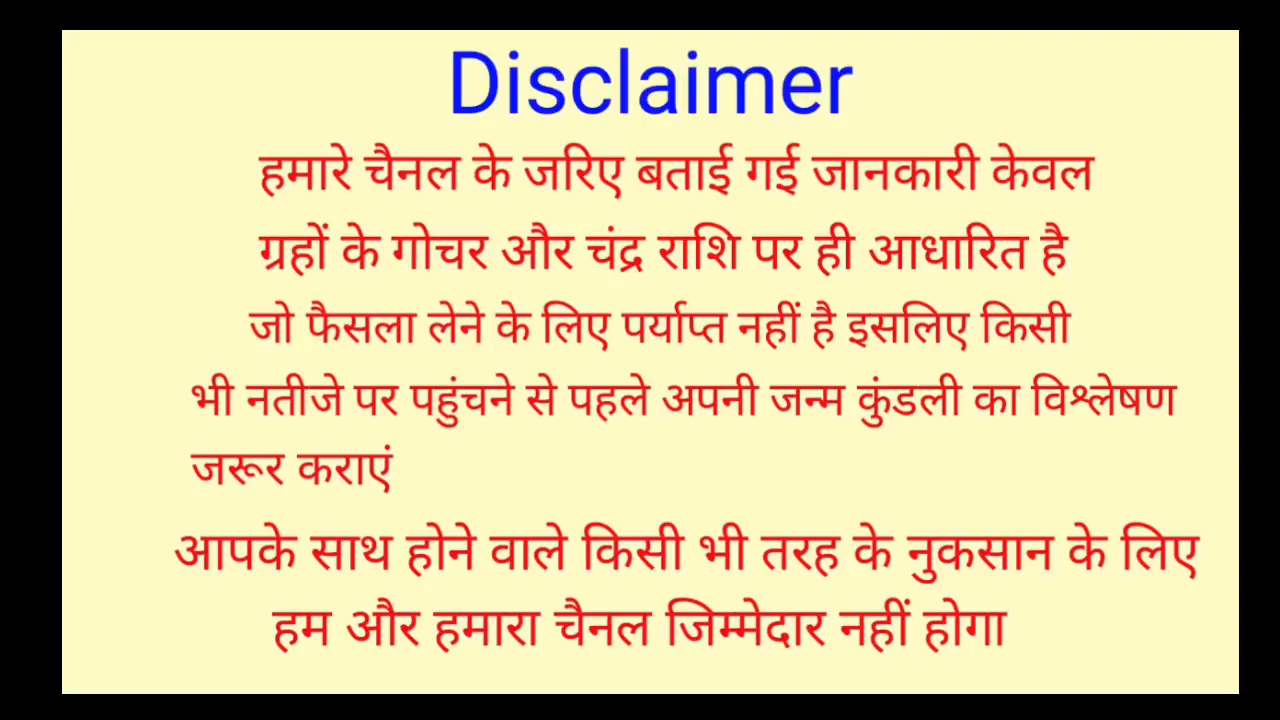 Disclaimer
हमारे चैनल के जरिए बताई गई जानकारी केवल
ग्रहों के गोचर और चंद्र राशि पर ही आधारित है
जो फैसला लेने के लिए पर्याप्त नहीं है इसलिए किसी
भी नतीजे पर पहुंचने से पहले अपनी जन्म कुंडली का विश्लेषण
जरूर कराएं
आपके साथ होने वाले किसी भी तरह के नुकसान के लिए
हम और हमारा चैनल जिम्मेदार नहीं होगा